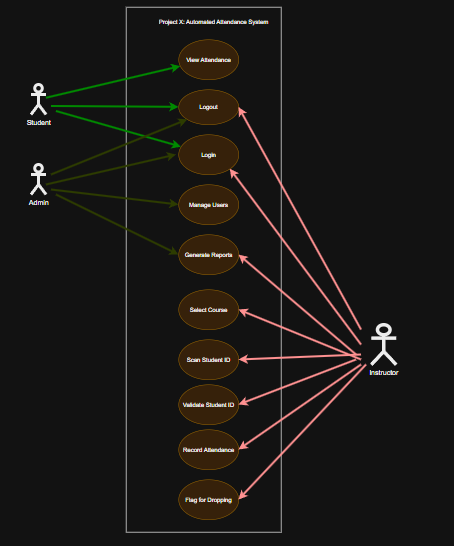 Project X: Automated Attendance System
View Attendance
Logout
Student
Login
Admin
Manage Users
Generate Reports
Select Course
Scan Student ID
Instructor
Validate Student ID
Record Attendance
Flag for Dropping